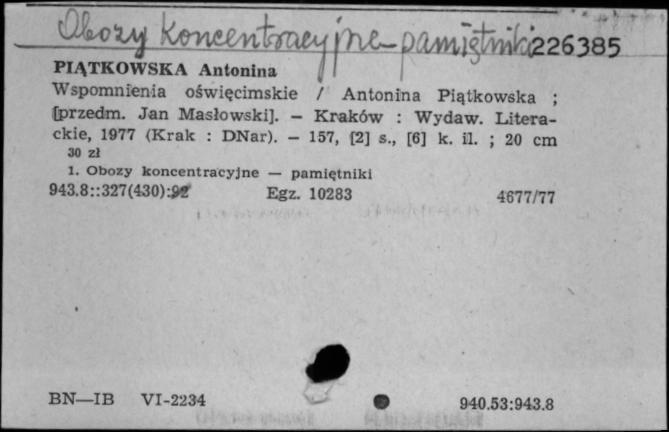 Obozy koncentracyjne - pamiętniki 226385
PIĄTKOWSKA Antonina
Wspomnienia oświęcimskie / Antonina Piątkowska ;
[przedm. Jan Masłowski]. — Kraków : Wydaw. Litera-
ckie, 1977 (Krak : DNar). — 157, [2] s., [6] k. il. ; 20 cm
30 zł
1. Obozy koncentracyjne — pamiętniki
943.8::327(430):92 Egz. 10283 4677/77
BN—IB VI-2234 940.53:943.8